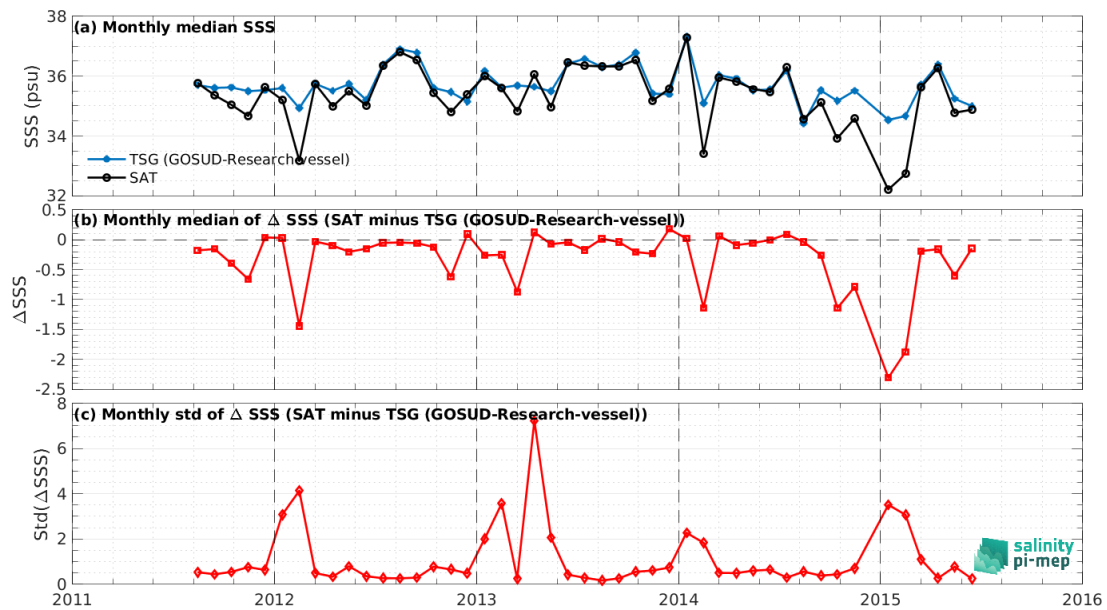 (a) Monthly median SSS
38
36
34
32
SSS (psu)
TSG (GOSUD-Research-vessel)
SAT
(b) Monthly median of Δ SSS (SAT minus TSG (GOSUD-Research-vessel))
0.5
0
-0.5
-1
-1.5
-2
-2.5
ΔSSS
(c) Monthly std of Δ SSS (SAT minus TSG (GOSUD-Research-vessel))
8
6
4
2
0
Std(ΔSSS)
2011 2012 2013 2014 2015 2016
salinity
pi-mep